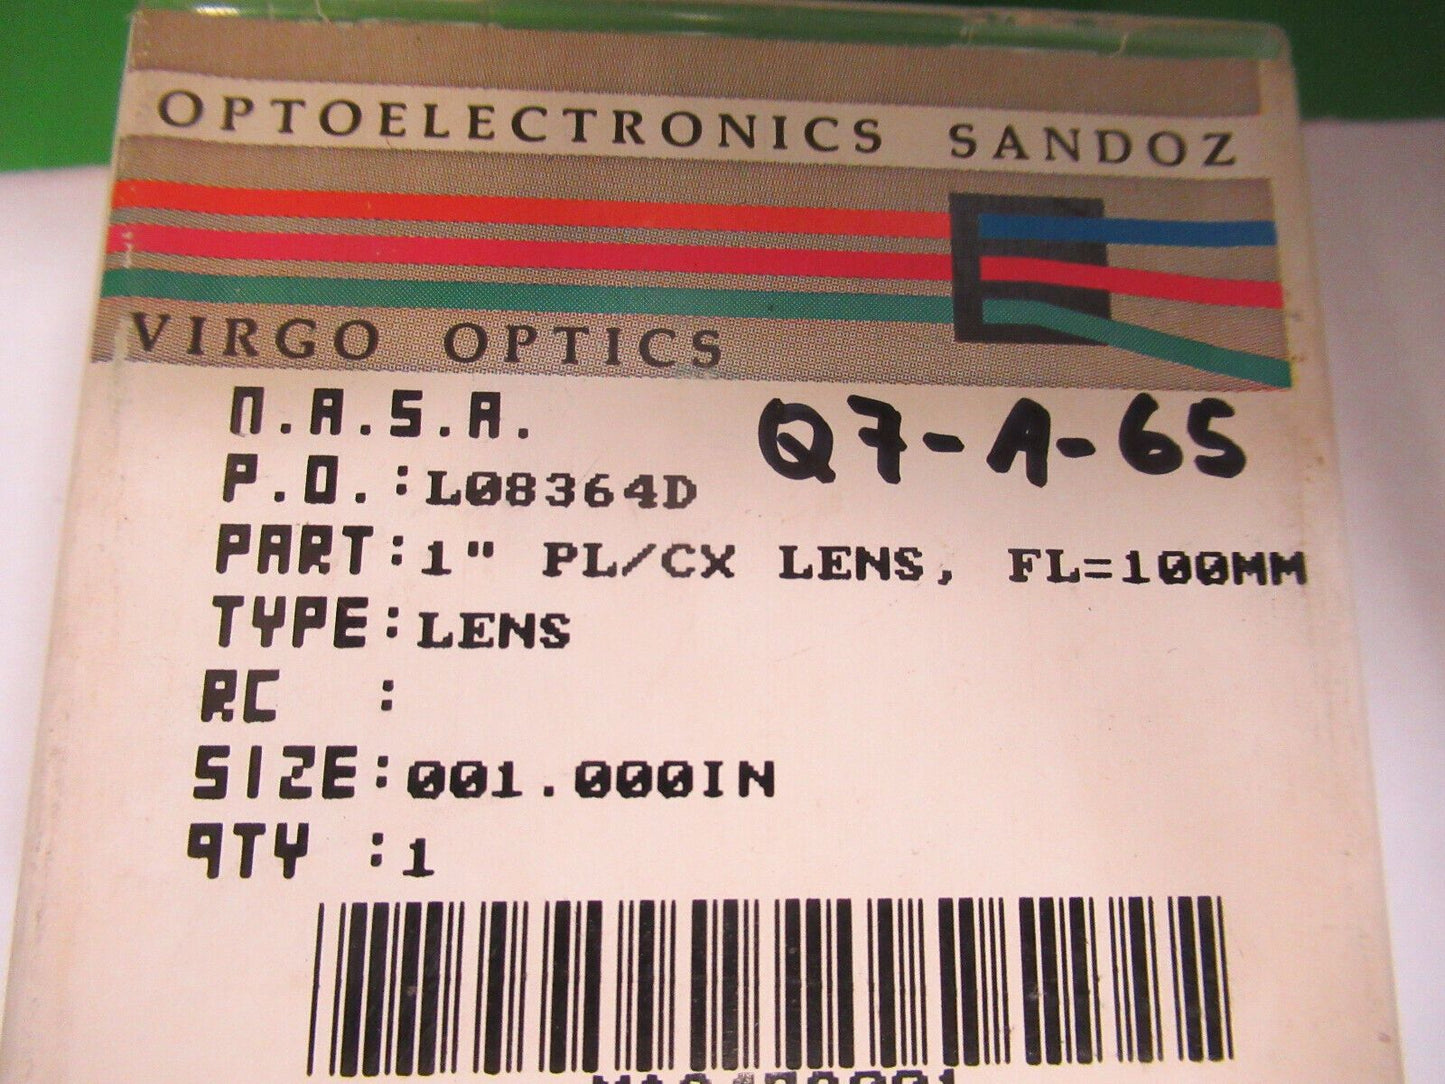 OPTOELECTRONICS SANDOZ
VIRGO OPTICS
N.A.S.A.
Q7-A-65
P.O.:L08364D
PART:1" PL/CX LENS, FL=100MM
TYPE:LENS
RC :
SIZE:001.000IN
QTY :1